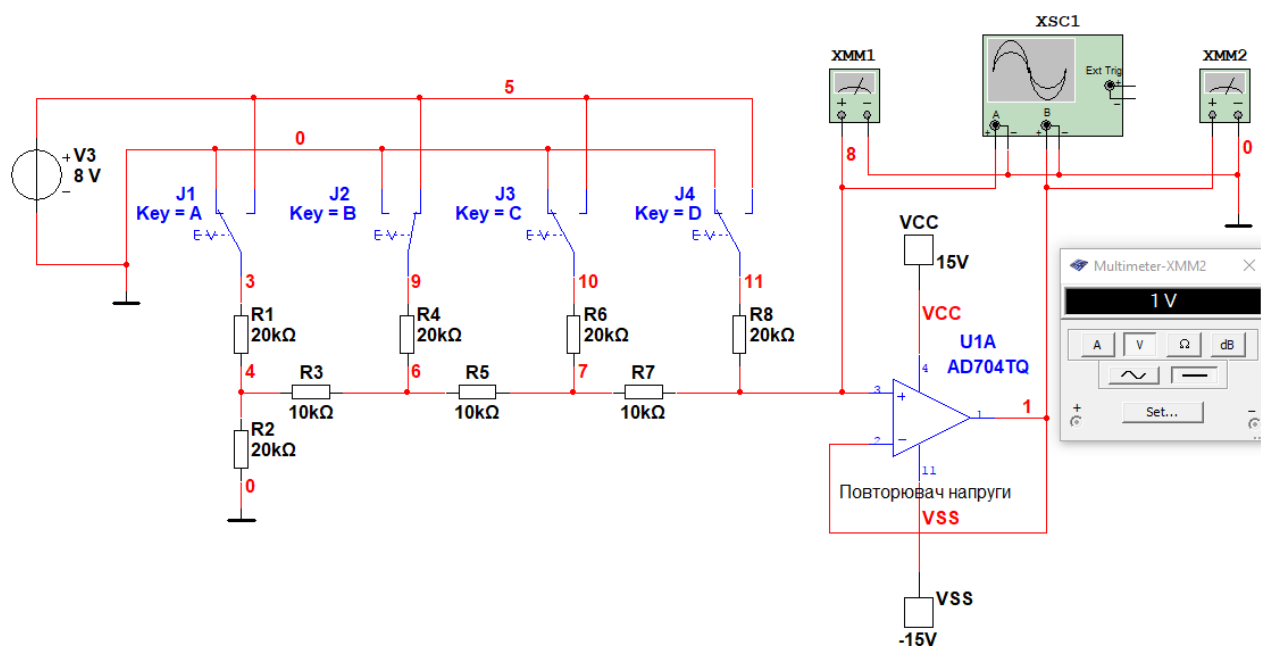 XSC1
XMM1
XMM2
Ext Trig
+
−
A
B
+ − + −
+ −
+ −
5
0
8
0
+ V3
− 8 V
J1
Key = A
J2
Key = B
J3
Key = C
J4
Key = D
VCC
15V
3
9
10
11
R1
20kΩ
R4
20kΩ
R6
20kΩ
R8
20kΩ
VCC
U1A
AD704TQ
4
6
7
R3
10kΩ
R5
10kΩ
R7
10kΩ
4
3
+
2
−
1
1
11
R2
20kΩ
0
Повторювач напруги
VSS
VSS
-15V
Multimeter-XMM2
1 V
A
V
Ω
dB
+
Set...
−